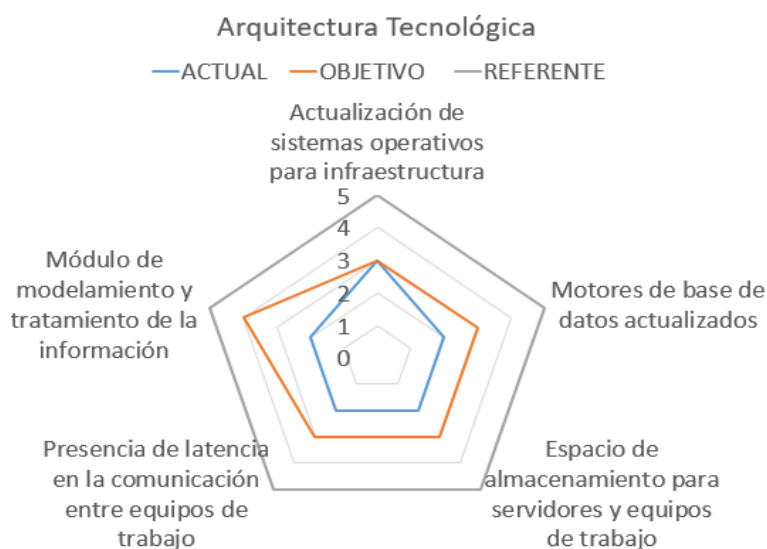 Arquitectura Tecnológica
ACTUAL OBJETIVO REFERENTE
Actualización de
sistemas operativos
para infraestructura
5
4
3
2
1
0
Motores de base de
datos actualizados
Espacio de
almacenamiento para
servidores y equipos
de trabajo
Presencia de latencia
en la comunicación
entre equipos de
trabajo
Módulo de
modelamiento y
tratamiento de la
información